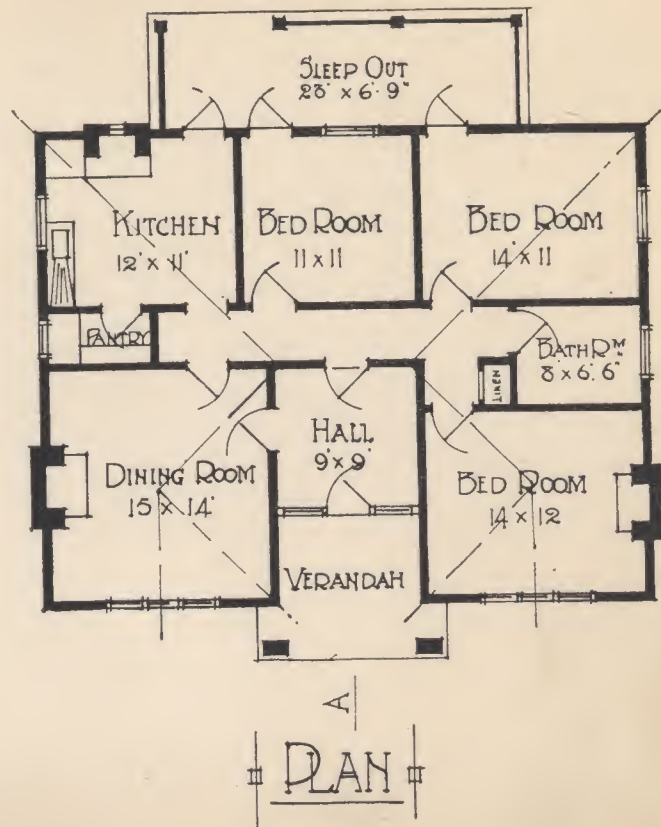 SLEEP OUT
23' x 6'.9"
KITCHEN
12' x 11'
BED ROOM
11 x 11
BED ROOM
14' x 11
PANTRY
BATH RM.
8' x 6'.6"
LINEN
HALL
9' x 9'
DINING ROOM
15 x 14'
BED ROOM
14 x 12
VERANDAH
A
PLAN